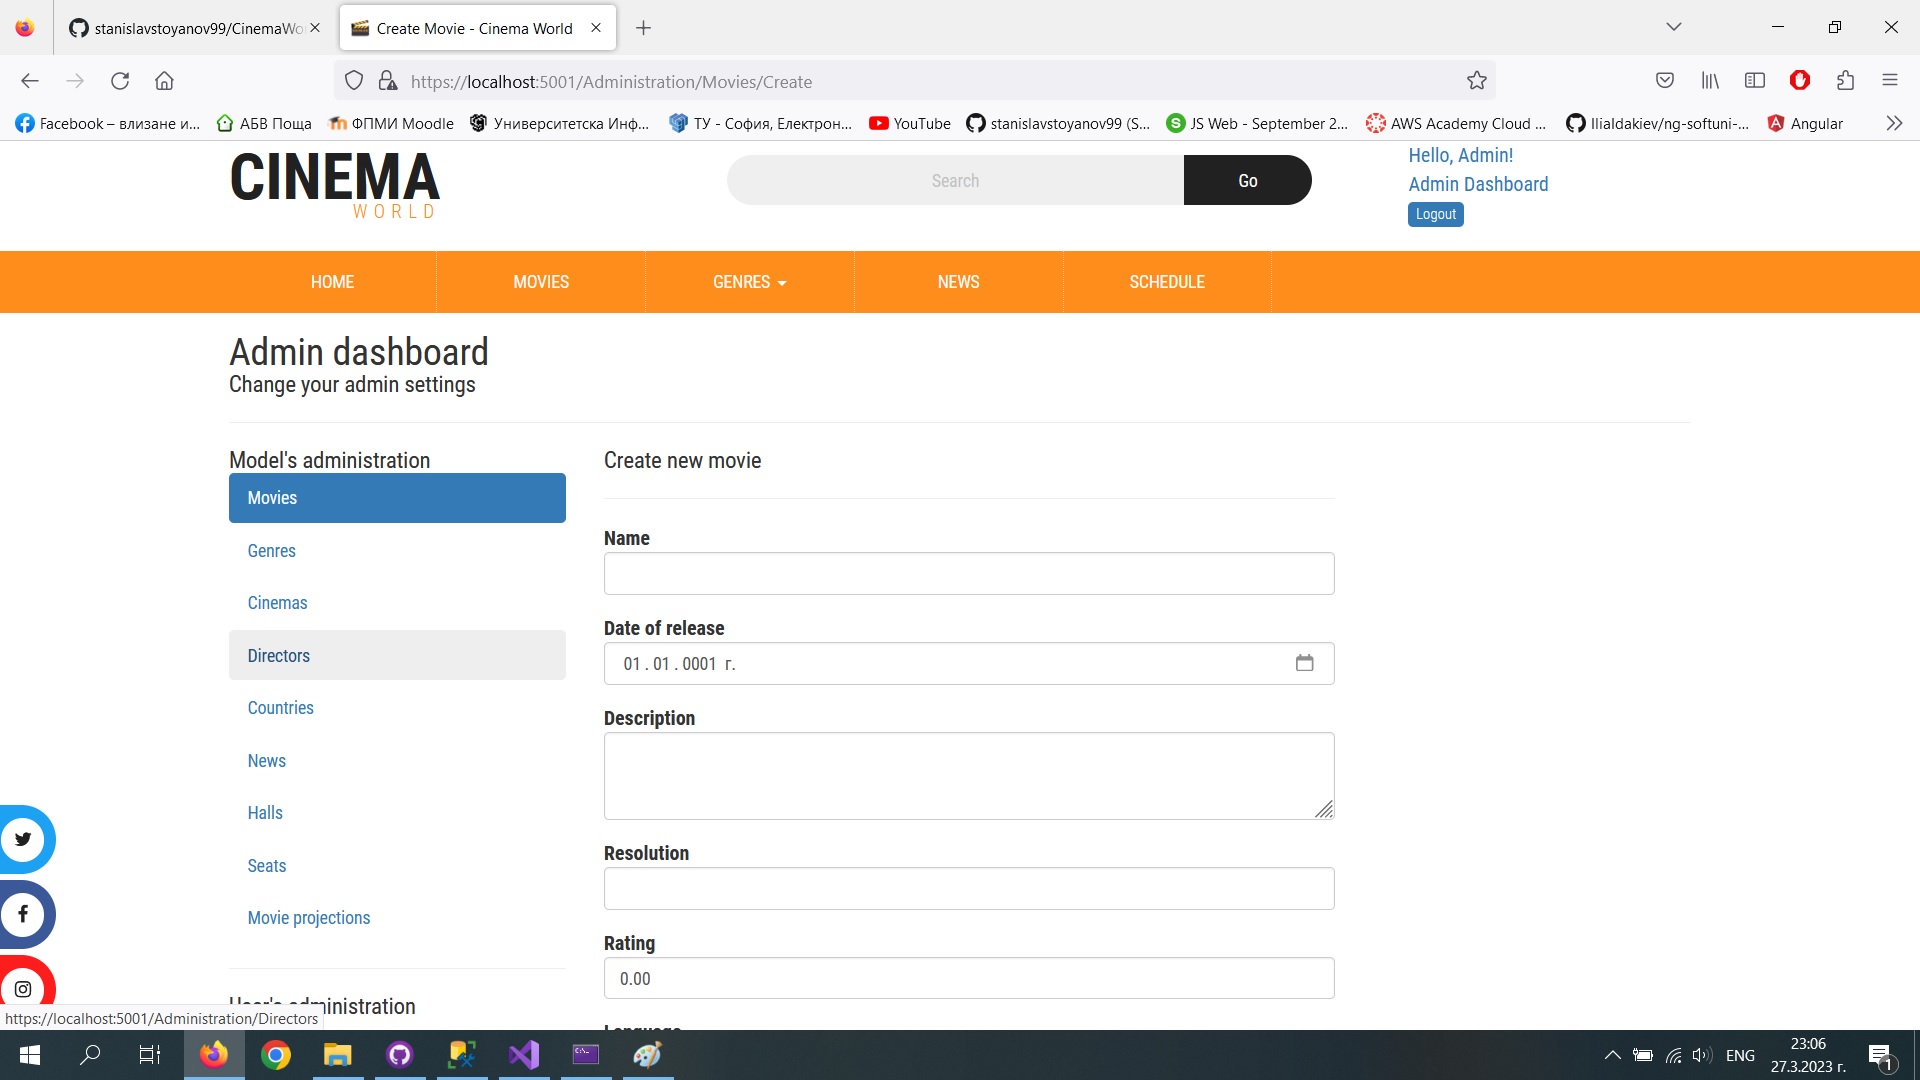 stanislavstoyanov99/CinemaWo
Create Movie - Cinema World
https://localhost:5001/Administration/Movies/Create
Facebook – влизане и...
АБВ Поща
ФПМИ Moodle
Университетска Инф...
ТУ - София, Електрон...
YouTube
stanislavstoyanov99 (S...
JS Web - September 2...
AWS Academy Cloud ...
IliaIdakiev/ng-softuni-...
Angular
CINEMA
WORLD
Search
Go
Hello, Admin!
Admin Dashboard
Logout
HOME
MOVIES
GENRES
NEWS
SCHEDULE
Admin dashboard
Change your admin settings
Model's administration
Movies
Genres
Cinemas
Directors
Countries
News
Halls
Seats
Movie projections
User's administration
Create new movie
Name
Date of release
01 . 01 . 0001 г.
Description
Resolution
Rating
0.00
Language
https://localhost:5001/Administration/Directors
ENG
23:06
27.3.2023 г.
1